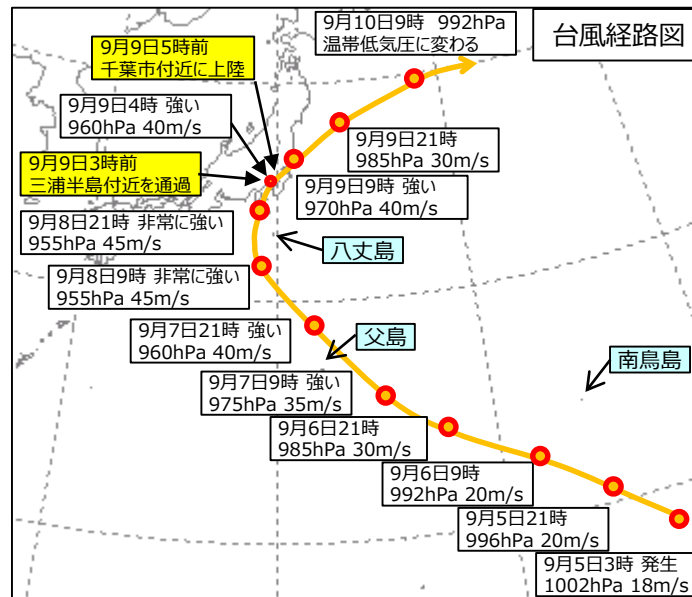 台風経路図
9月10日9時 992hPa
温帯低気圧に変わる
9月9日5時前
千葉市付近に上陸
9月9日4時 強い
960hPa 40m/s
9月9日21時
985hPa 30m/s
9月9日3時前
三浦半島付近を通過
9月9日9時 強い
970hPa 40m/s
9月8日21時 非常に強い
955hPa 45m/s
八丈島
9月8日9時 非常に強い
955hPa 45m/s
9月7日21時 強い
960hPa 40m/s
父島
南鳥島
9月7日9時 強い
975hPa 35m/s
9月6日21時
985hPa 30m/s
9月6日9時
992hPa 20m/s
9月5日21時
996hPa 20m/s
9月5日3時 発生
1002hPa 18m/s